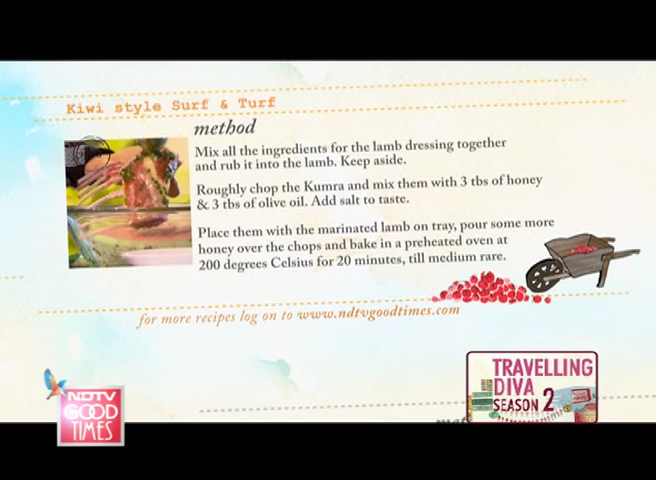 Kiwi style Surf & Turf
method
Mix all the ingredients for the lamb dressing together
and rub it into the lamb. Keep aside.
Roughly chop the Kumra and mix them with 3 tbs of honey
& 3 tbs of olive oil. Add salt to taste.
Place them with the marinated lamb on tray, pour some more
honey over the chops and bake in a preheated oven at
200 degrees Celsius for 20 minutes, till medium rare.
for more recipes log on to www.ndtvgoodtimes.com
NDTV
GOOD
TIMES
TRAVELLING
DIVA
SEASON 2